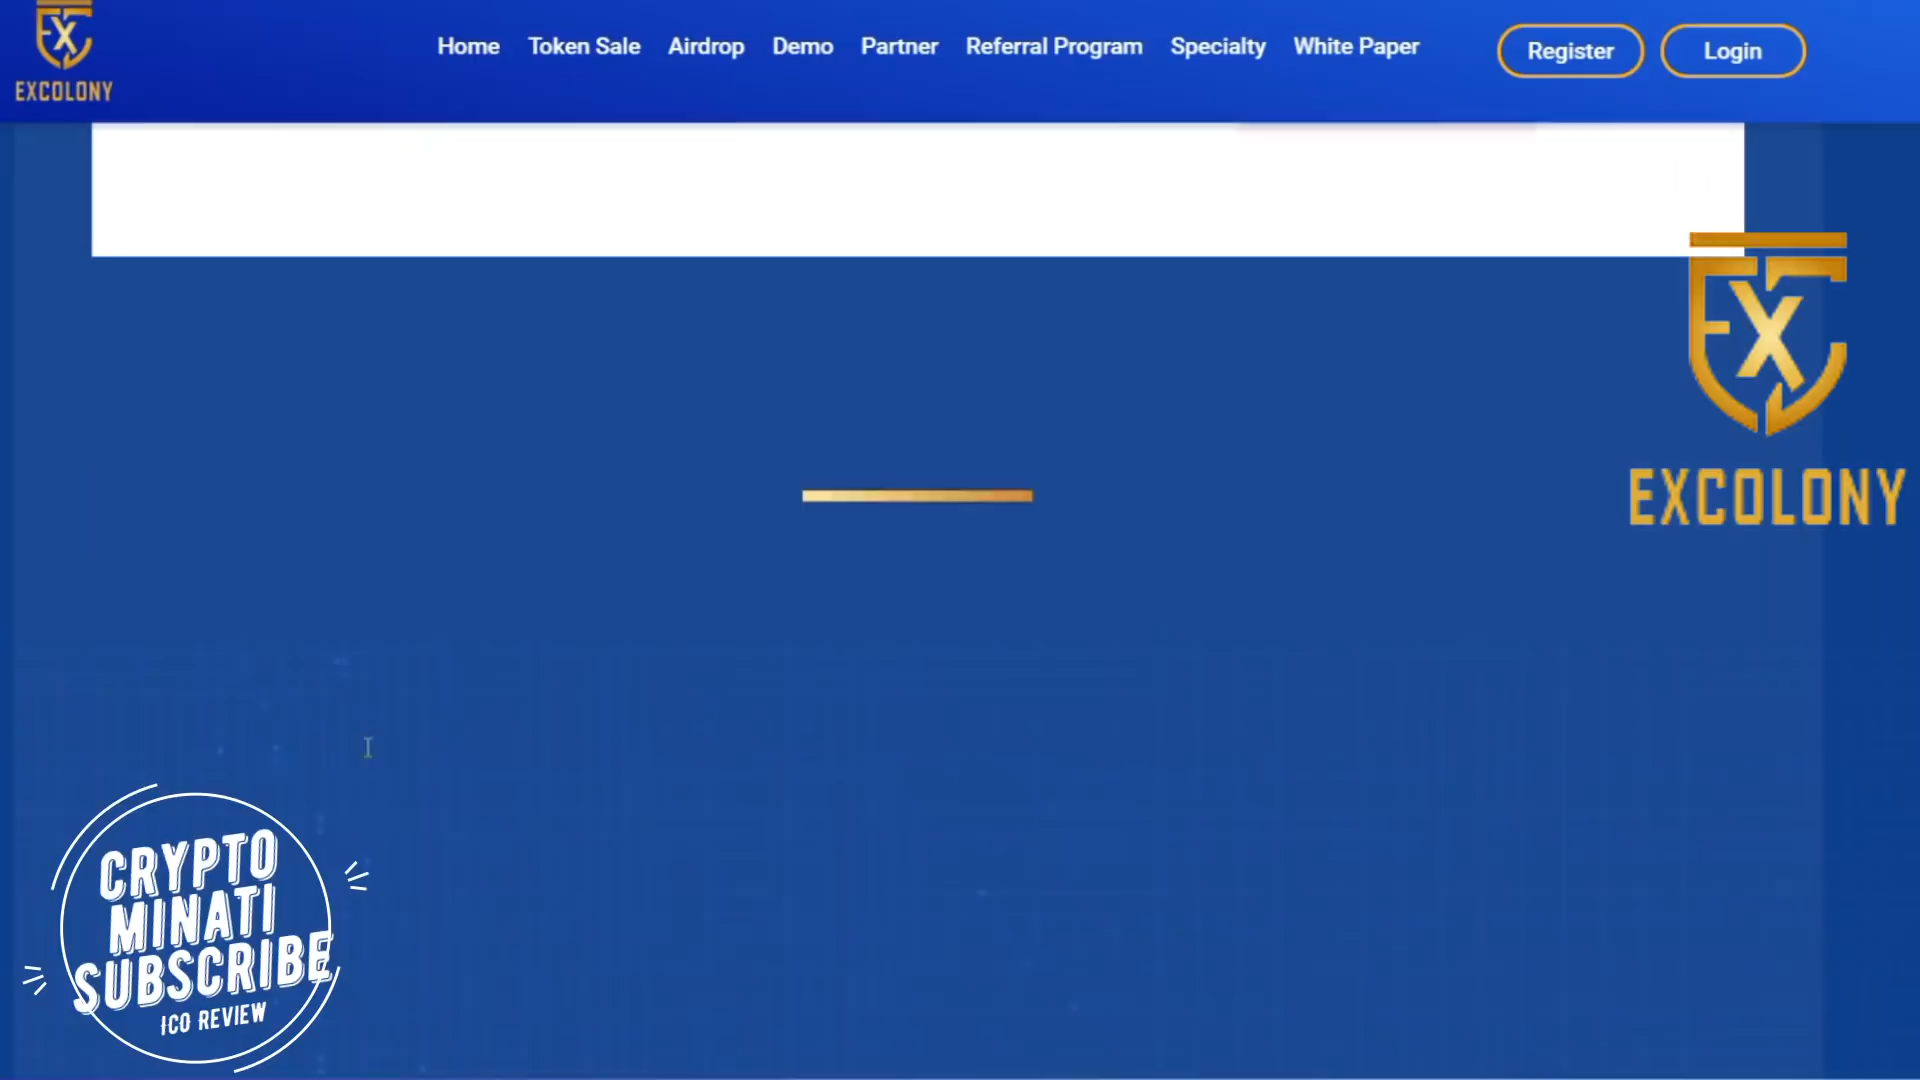 EXCOLONY
Home Token Sale Airdrop Demo Partner Referral Program Specialty White Paper Register Login
EXCOLONY
CRYPTO
MINATI
SUBSCRIBE
ICO REVIEW